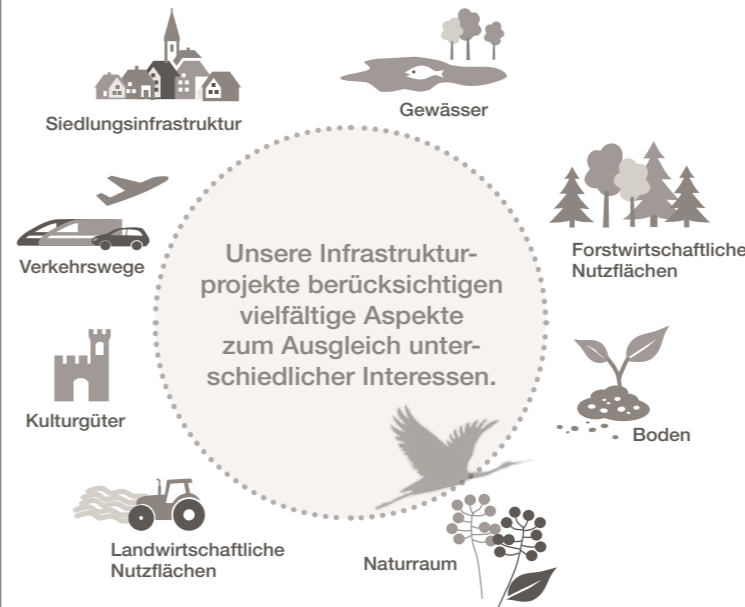 Siedlungsinfrastruktur
Gewässer
Forstwirtschaftliche
Nutzflächen
Verkehrswege
Unsere Infrastruktur-
projekte berücksichtigen
vielfältige Aspekte
zum Ausgleich unter-
schiedlicher Interessen.
Kulturgüter
Boden
Landwirtschaftliche
Nutzflächen
Naturraum